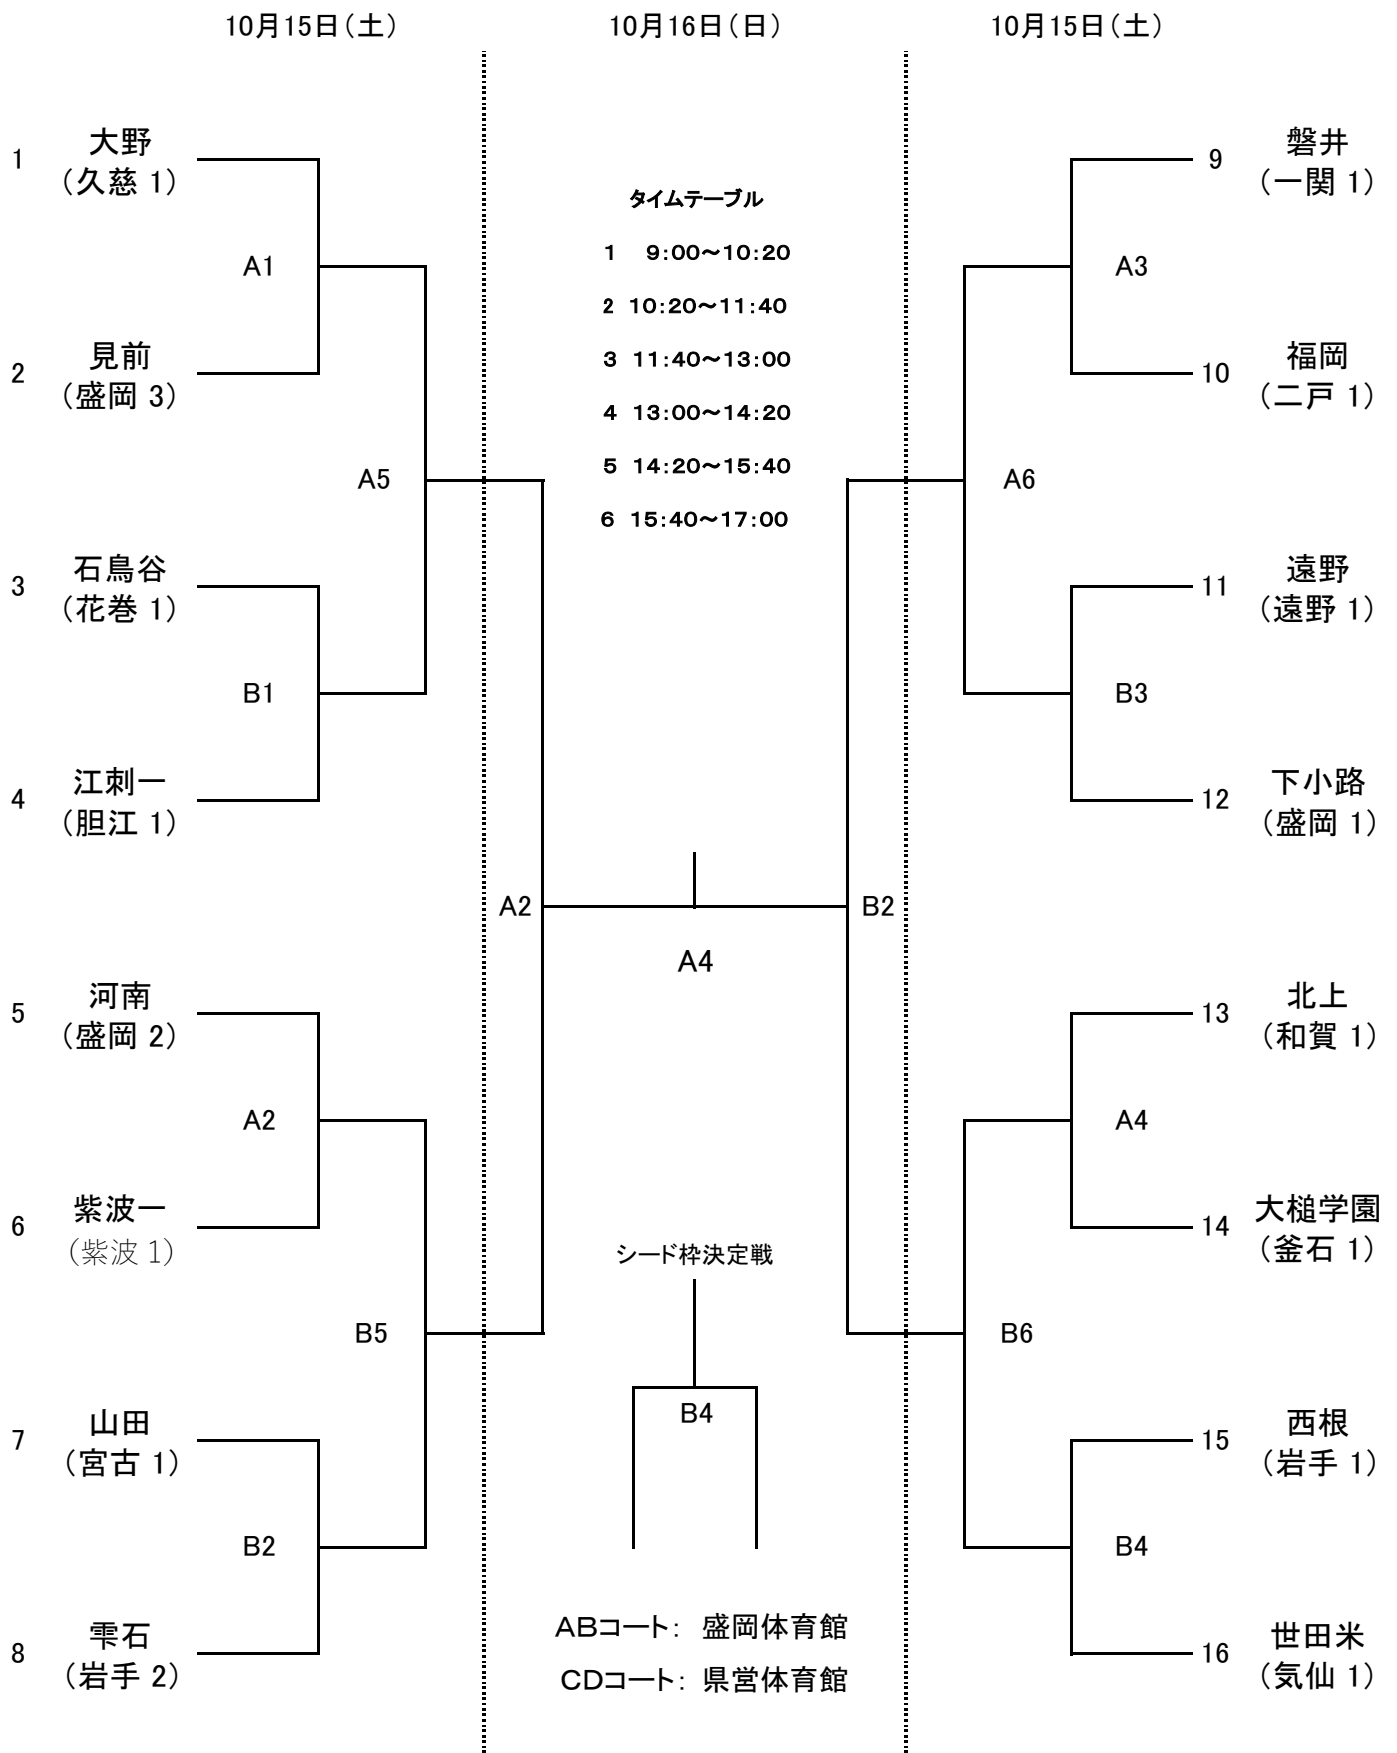 10月15日(土)
10月16日(日)
10月15日(土)
1
大野
(久慈 1)
A1
2
見前
(盛岡 3)
A5
3
石鳥谷
(花巻 1)
B1
4
江刺一
(胆江 1)
5
河南
(盛岡 2)
A2
6
紫波一
(紫波 1)
B5
7
山田
(宮古 1)
B2
8
雫石
(岩手 2)
タイムテーブル
1 9:00～10:20
2 10:20～11:40
3 11:40～13:00
4 13:00～14:20
5 14:20～15:40
6 15:40～17:00
A2
A4
B2
シード枠決定戦
B4
ABコート: 盛岡体育館
CDコート: 県営体育館
9
磐井
(一関 1)
A3
10
福岡
(二戸 1)
A6
11
遠野
(遠野 1)
B3
12
下小路
(盛岡 1)
13
北上
(和賀 1)
A4
14
大槌学園
(釜石 1)
B6
15
西根
(岩手 1)
B4
16
世田米
(気仙 1)